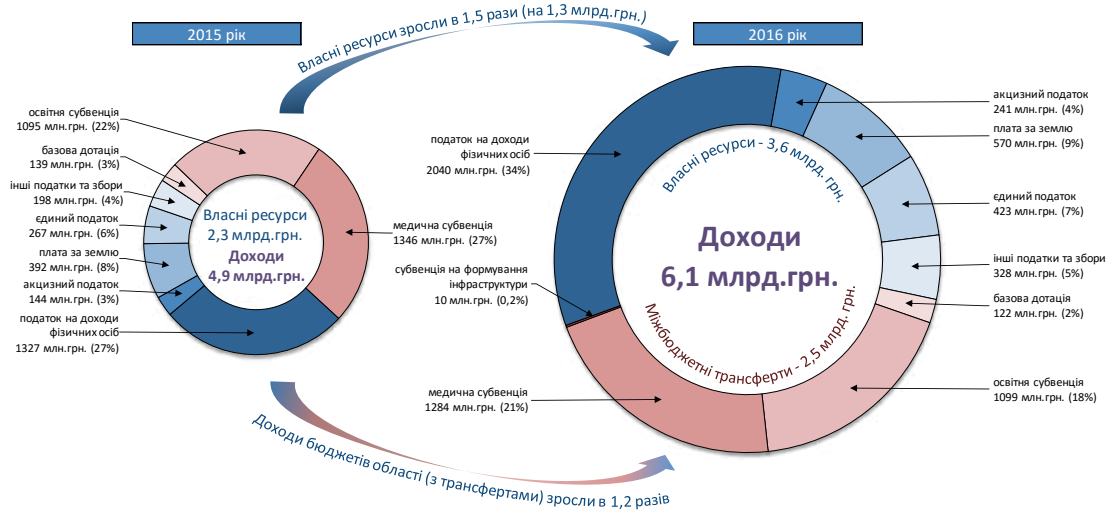 Власні ресурси зросли в 1,5 рази (на 1,3 млрд.грн.)
2015 рік
2016 рік
освітня субвенція
1095 млн.грн. (22%)
базова дотація
139 млн.грн. (3%)
інші податки та збори
198 млн.грн. (4%)
єдиний податок
267 млн.грн. (6%)
плата за землю
392 млн.грн. (8%)
акцизний податок
144 млн.грн. (3%)
податок на доходи
фізичних осіб
1327 млн.грн. (27%)
Власні ресурси
2,3 млрд.грн.
Доходи
4,9 млрд.грн.
медична субвенція
1346 млн.грн. (27%)
податок на доходи
фізичних осіб
2040 млн.грн. (34%)
субвенція на формування
інфраструктури
10 млн.грн. (0,2%)
медична субвенція
1284 млн.грн. (21%)
Власні ресурси - 3,6 млрд. грн.
Доходи
6,1 млрд.грн.
Міжбюджетні трансферти - 2,5 млрд. грн.
акцизний податок
241 млн.грн. (4%)
плата за землю
570 млн.грн. (9%)
єдиний податок
423 млн.грн. (7%)
інші податки та збори
328 млн.грн. (5%)
базова дотація
122 млн.грн. (2%)
освітня субвенція
1099 млн.грн. (18%)
Доходи бюджетів області (з трансфертами) зросли в 1,2 разів